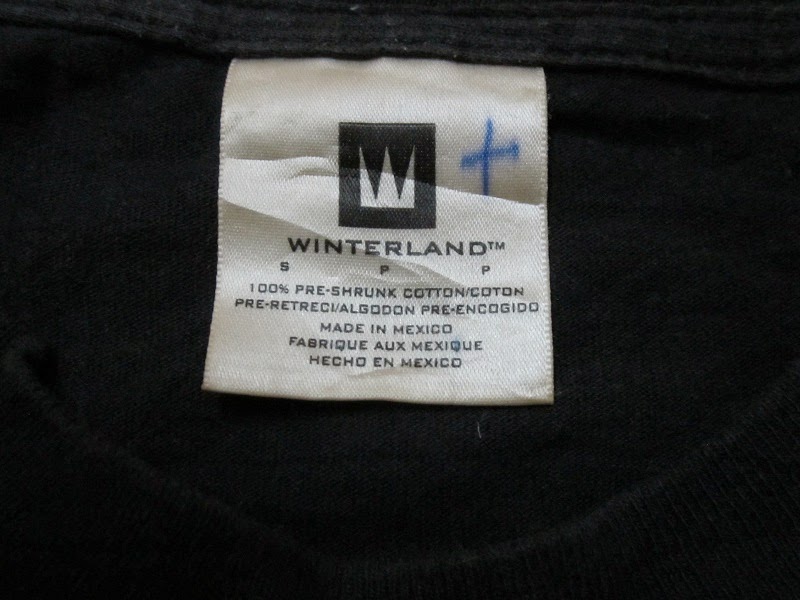 W
WINTERLAND™
S P P
100% PRE-SHRUNK COTTON/COTON
PRE-RETRECI/ALGODON PRE-ENCOGIDO
MADE IN MEXICO
FABRIQUE AUX MEXIQUE
HECHO EN MEXICO